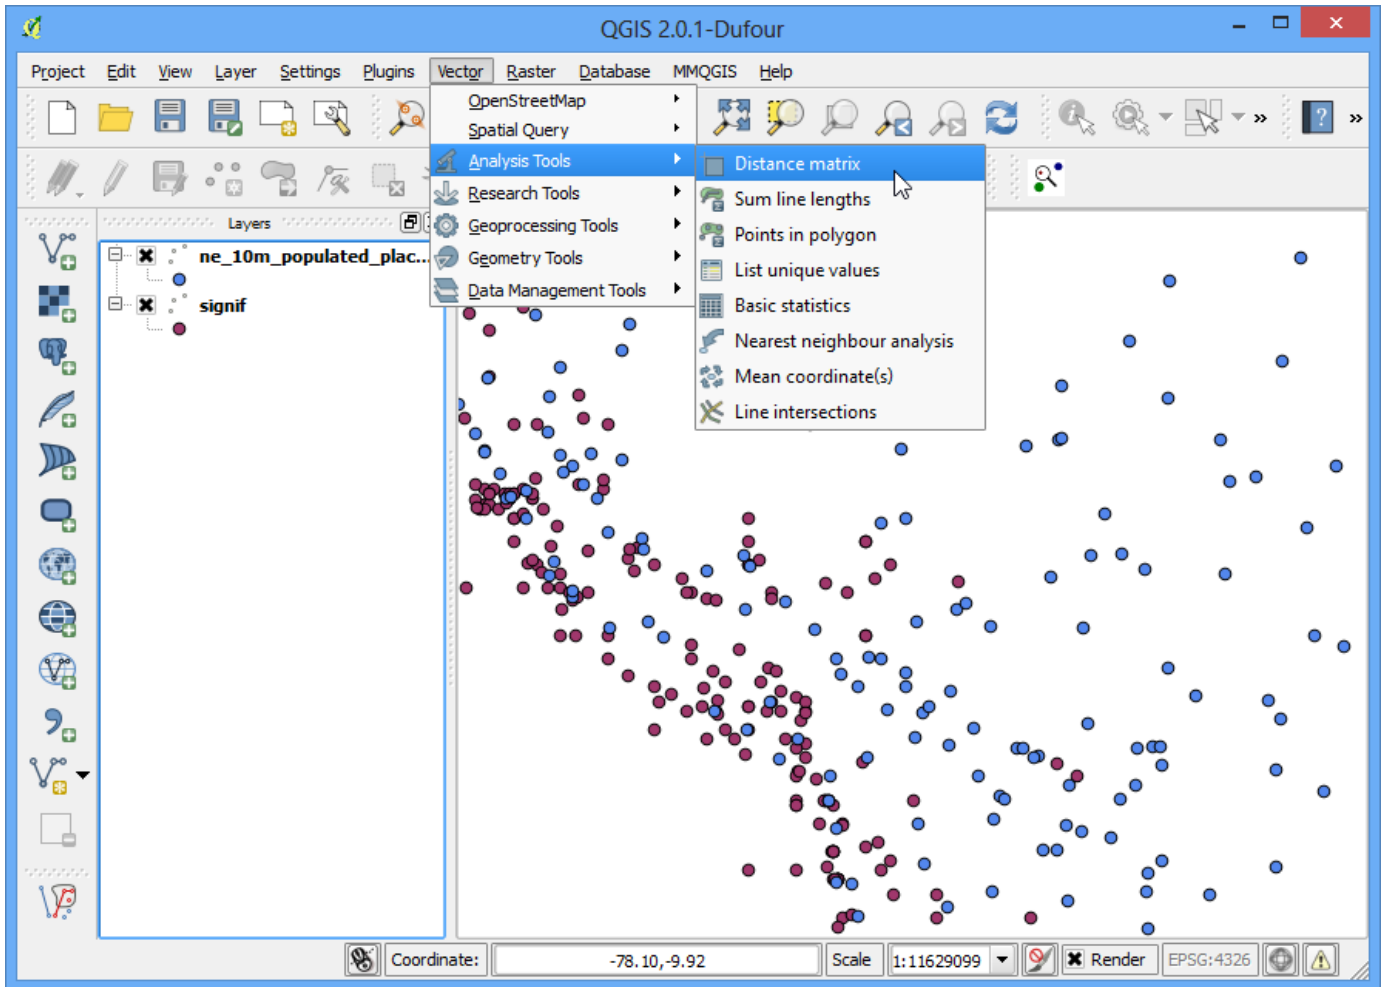 QGIS 2.0.1-Dufour
Project Edit View Layer Settings Plugins Vector Raster Database MMQGIS Help
OpenStreetMap
Spatial Query
Analysis Tools
Research Tools
Geoprocessing Tools
Geometry Tools
Data Management Tools
Distance matrix
Sum line lengths
Points in polygon
List unique values
Basic statistics
Nearest neighbour analysis
Mean coordinate(s)
Line intersections
Layers
ne_10m_populated_plac...
signif
Coordinate: -78.10,-9.92 Scale 1:11629099 Render EPSG:4326